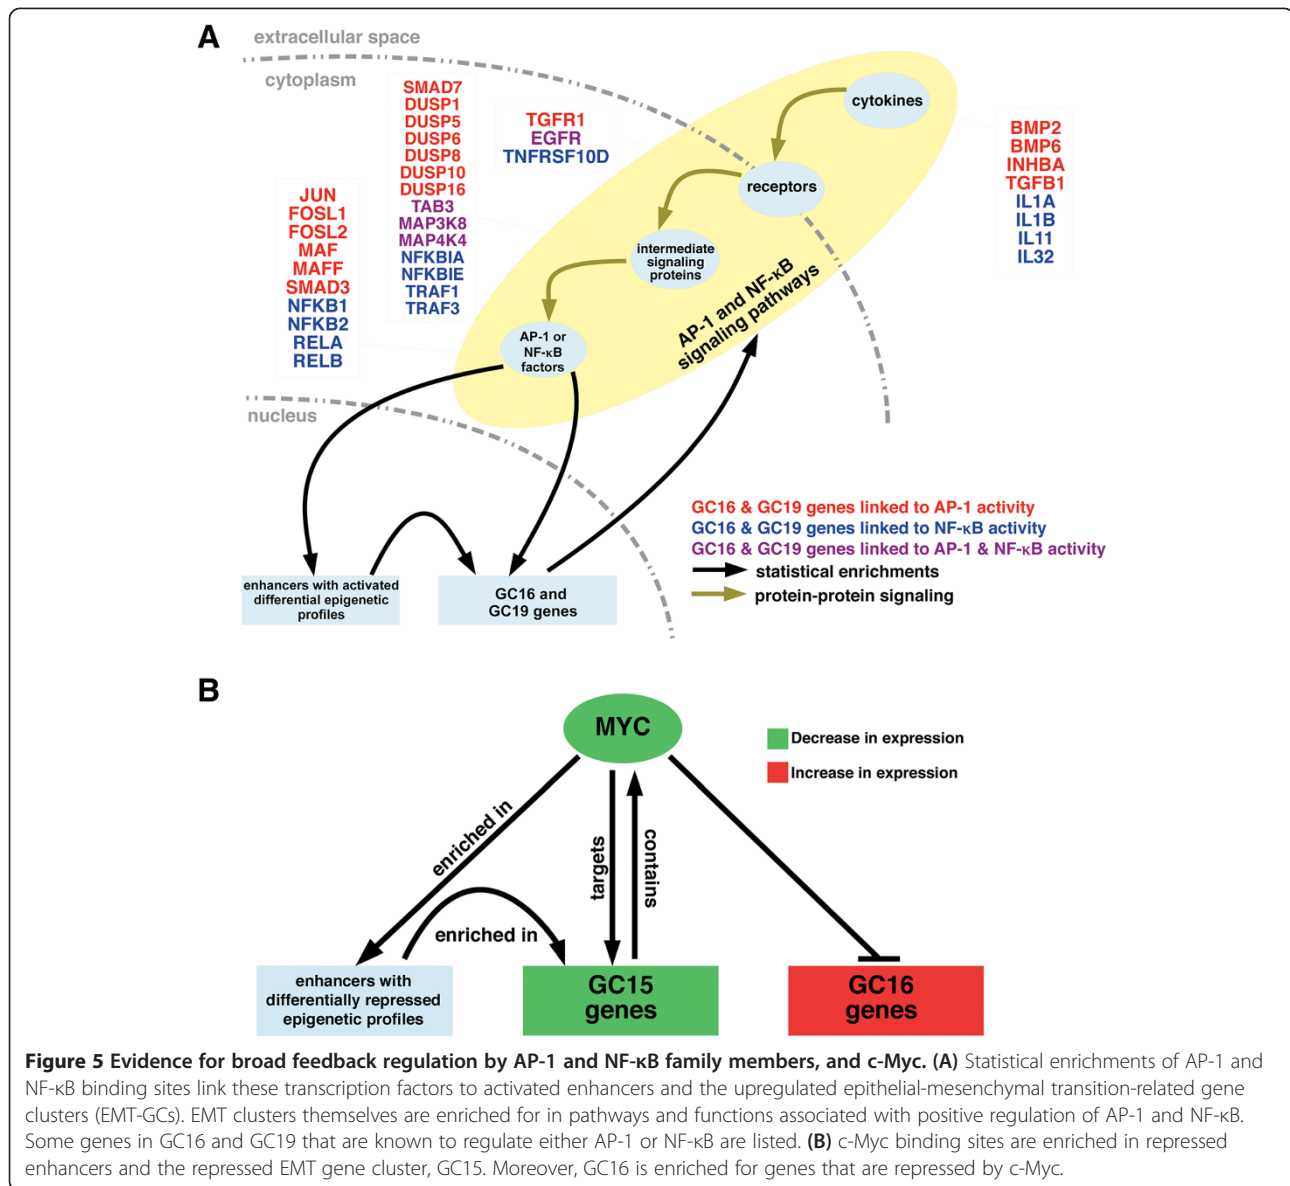 A
extracellular space
cytoplasm
SMAD7
DUSP1
DUSP5
DUSP6
DUSP8
DUSP10
DUSP16
TAB3
MAP3K8
MAP4K4
NFKBIA
NFKBIE
TRAF1
TRAF3
TGFR1
EGFR
TNFRSF10D
cytokines
BMP2
BMP6
INHBA
TGFB1
IL1A
IL1B
IL11
IL32
receptors
JUN
FOSL1
FOSL2
MAF
MAFF
SMAD3
NFKB1
NFKB2
RELA
RELB
intermediate
signaling
proteins
AP-1 and NF-κB
signaling pathways
AP-1 or
NF-κB
factors
nucleus
GC16 & GC19 genes linked to AP-1 activity
GC16 & GC19 genes linked to NF-κB activity
GC16 & GC19 genes linked to AP-1 & NF-κB activity
statistical enrichments
protein-protein signaling
enhancers with activated
differential epigenetic
profiles
GC16 and
GC19 genes
B
MYC
Decrease in expression
Increase in expression
enriched in
targets
contains
enriched in
enhancers with
differentially repressed
epigenetic profiles
GC15
genes
GC16
genes
Figure 5 Evidence for broad feedback regulation by AP-1 and NF-κB family members, and c-Myc. (A) Statistical enrichments of AP-1 and
NF-κB binding sites link these transcription factors to activated enhancers and the upregulated epithelial-mesenchymal transition-related gene
clusters (EMT-GCs). EMT clusters themselves are enriched for in pathways and functions associated with positive regulation of AP-1 and NF-κB.
Some genes in GC16 and GC19 that are known to regulate either AP-1 or NF-κB are listed. (B) c-Myc binding sites are enriched in repressed
enhancers and the repressed EMT gene cluster, GC15. Moreover, GC16 is enriched for genes that are repressed by c-Myc.